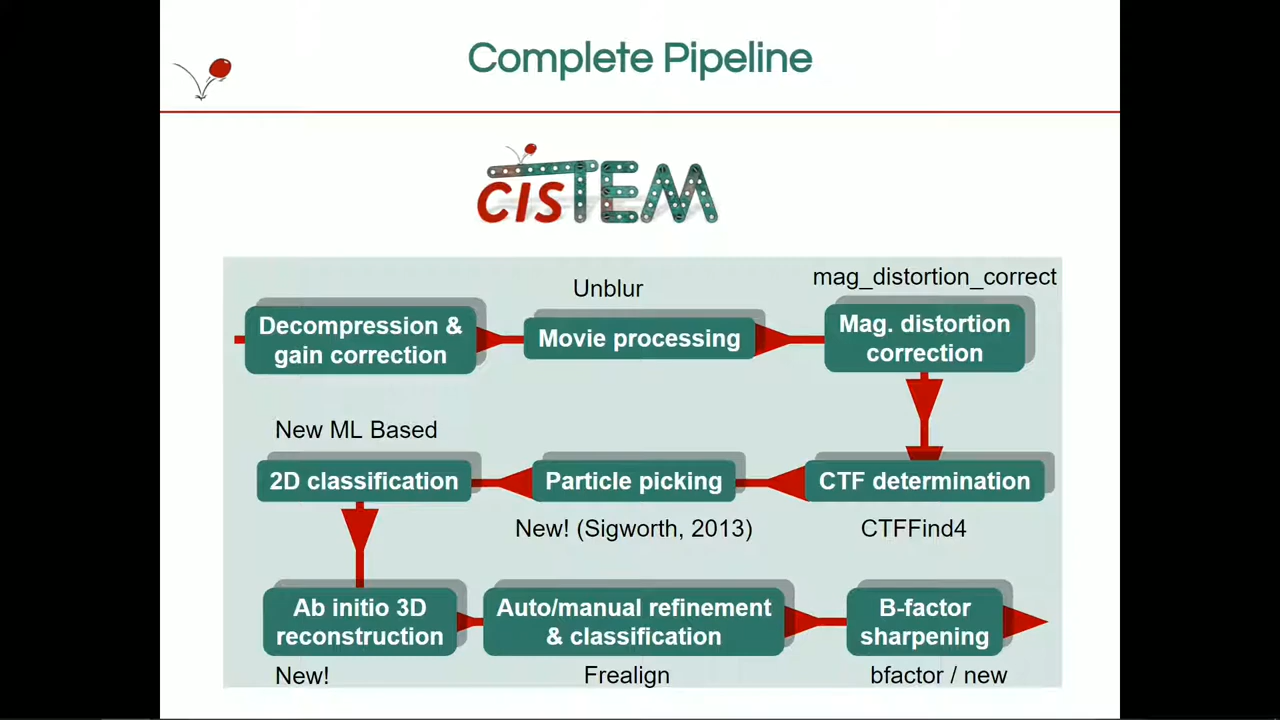 Complete Pipeline
cisTEM
Unblur
mag_distortion_correct
Decompression &
gain correction
Movie processing
Mag. distortion
correction
New ML Based
2D classification
Particle picking
CTF determination
New! (Sigworth, 2013)
CTFFind4
Ab initio 3D
reconstruction
Auto/manual refinement
& classification
B-factor
sharpening
New!
Frealign
bfactor / new